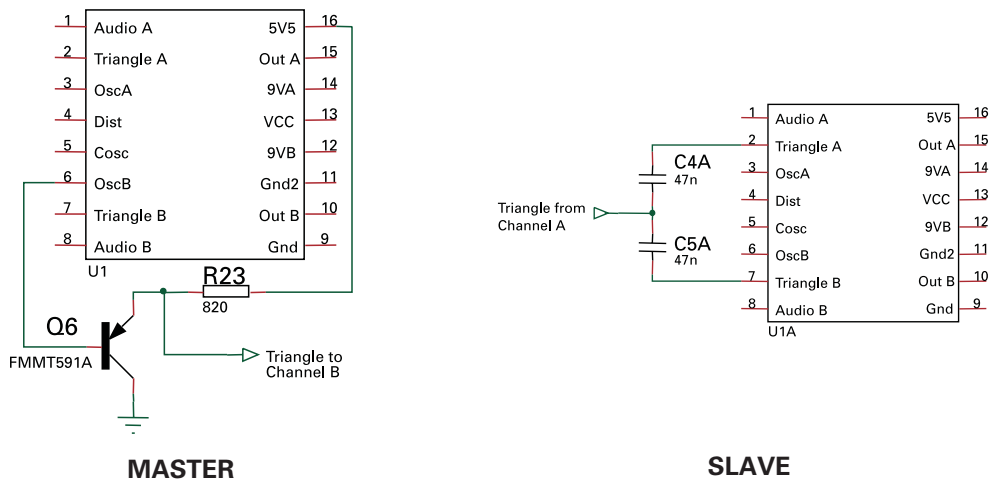 1 Audio A 5V5 16
2 Triangle A Out A 15
3 OscA 9VA 14
4 Dist VCC 13
5 Cosc 9VB 12
6 OscB Gnd2 11
7 Triangle B Out B 10
8 Audio B Gnd 9
U1
R23
820
Q6
FMMT591A
Triangle to
Channel B
MASTER
1 Audio A 5V5 16
2 Triangle A Out A 15
3 OscA 9VA 14
4 Dist VCC 13
5 Cosc 9VB 12
6 OscB Gnd2 11
7 Triangle B Out B 10
8 Audio B Gnd 9
U1A
C4A
47n
Triangle from
Channel A
C5A
47n
SLAVE